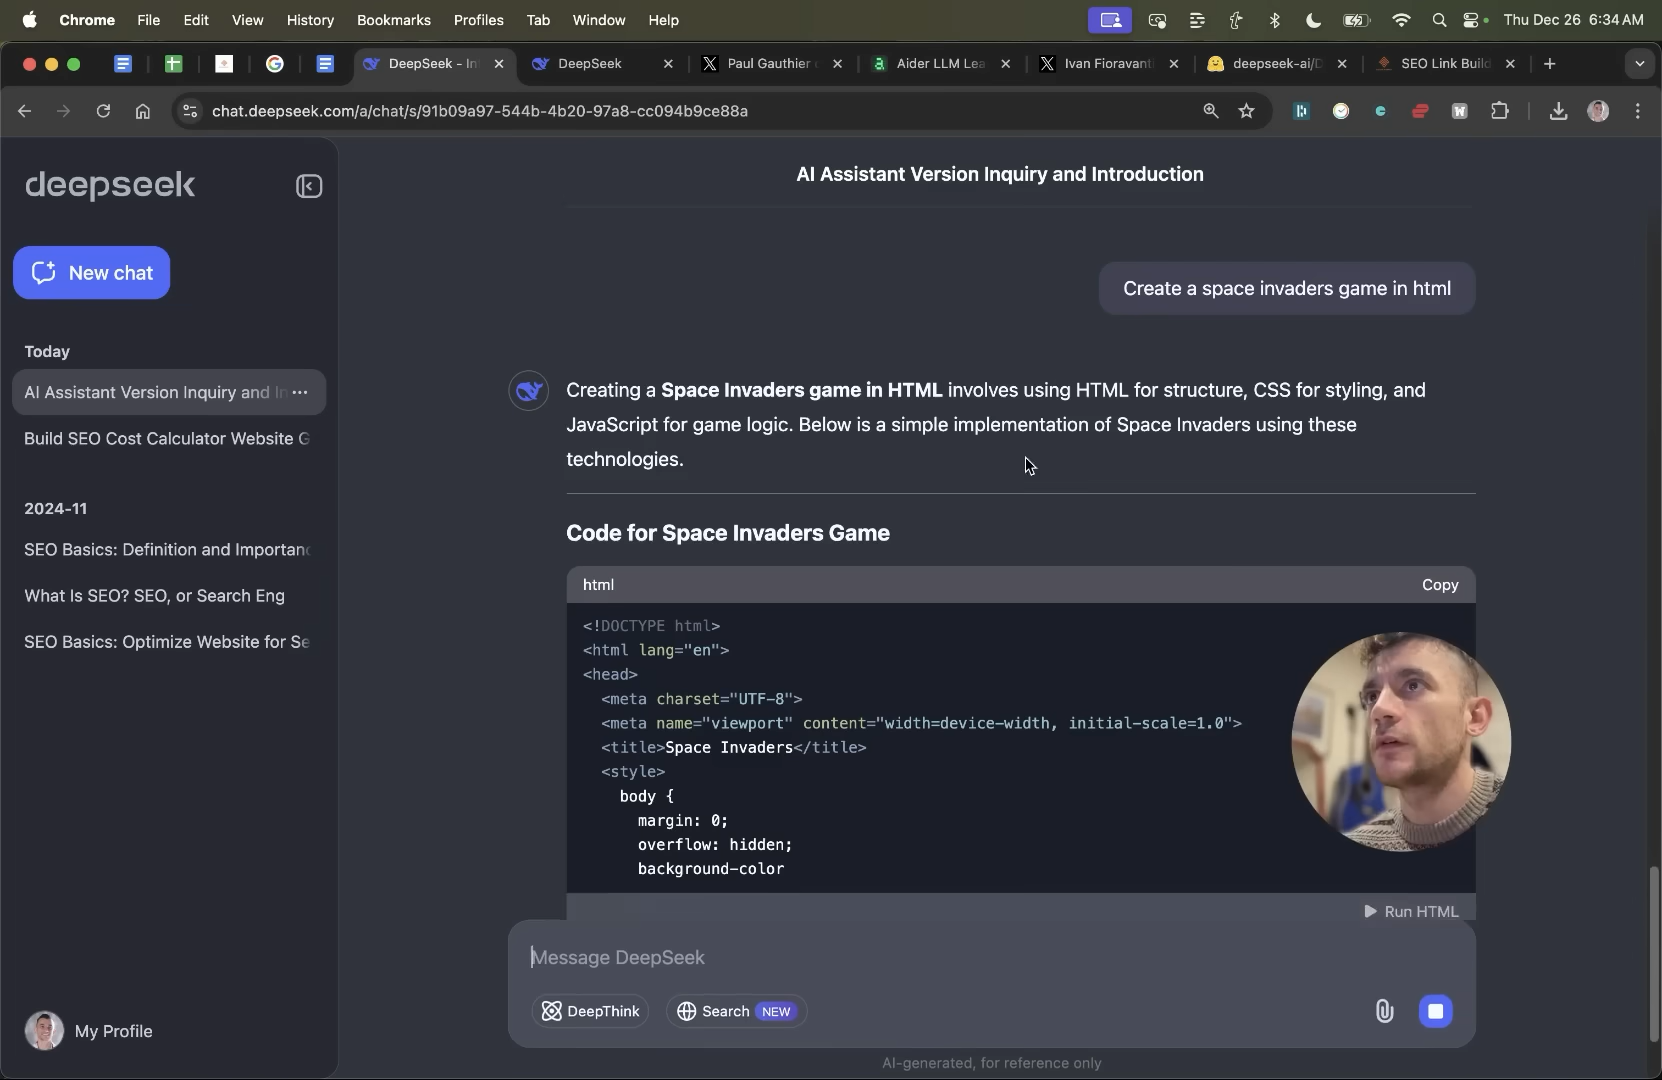 Chrome File Edit View History Bookmarks Profiles Tab Window Help Thu Dec 26 6:34 AM
DeepSeek - In DeepSeek Paul Gauthier Aider LLM Lea Ivan Fioravanti deepseek-ai/D SEO Link Build
chat.deepseek.com/a/chat/s/91b09a97-544b-4b20-97a8-cc094b9ce88a
deepseek
AI Assistant Version Inquiry and Introduction
New chat
Create a space invaders game in html
Today
AI Assistant Version Inquiry and In ...
Build SEO Cost Calculator Website G
2024-11
SEO Basics: Definition and Importanc
What Is SEO? SEO, or Search Eng
SEO Basics: Optimize Website for Se
My Profile
Creating a Space Invaders game in HTML involves using HTML for structure, CSS for styling, and
JavaScript for game logic. Below is a simple implementation of Space Invaders using these
technologies.
Code for Space Invaders Game
html Copy
<!DOCTYPE html>
<html lang="en">
<head>
<meta charset="UTF-8">
<meta name="viewport" content="width=device-width, initial-scale=1.0">
<title>Space Invaders</title>
<style>
body {
margin: 0;
overflow: hidden;
background-color
Run HTML
Message DeepSeek
DeepThink Search NEW
AI-generated, for reference only